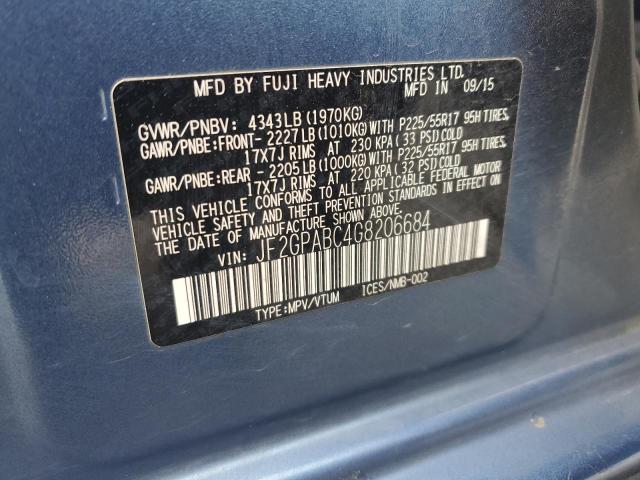 MFD BY FUJI HEAVY INDUSTRIES LTD.
MFD IN 09/15
GVWR/PNBV: 4343LB(1970KG)
GAWR/PNBE:FRONT- 2227LB(1010KG)WITH P225/55R17 95H TIRES,
17X7J RIMS AT 230 KPA (33 PSI)COLD
GAWR/PNBE:REAR - 2205LB(1000KG)WITH P225/55R17 95H TIRES,
17X7J RIMS AT 220 KPA (32 PSI)COLD
THIS VEHICLE CONFORMS TO ALL APPLICABLE FEDERAL MOTOR
VEHICLE SAFETY AND THEFT PREVENTION STANDARDS IN EFFECT ON
THE DATE OF MANUFACTURE SHOWN ABOVE.
VIN: JF2GPABC4G8206684
TYPE:MPV/VTUM ICES/NMB-002